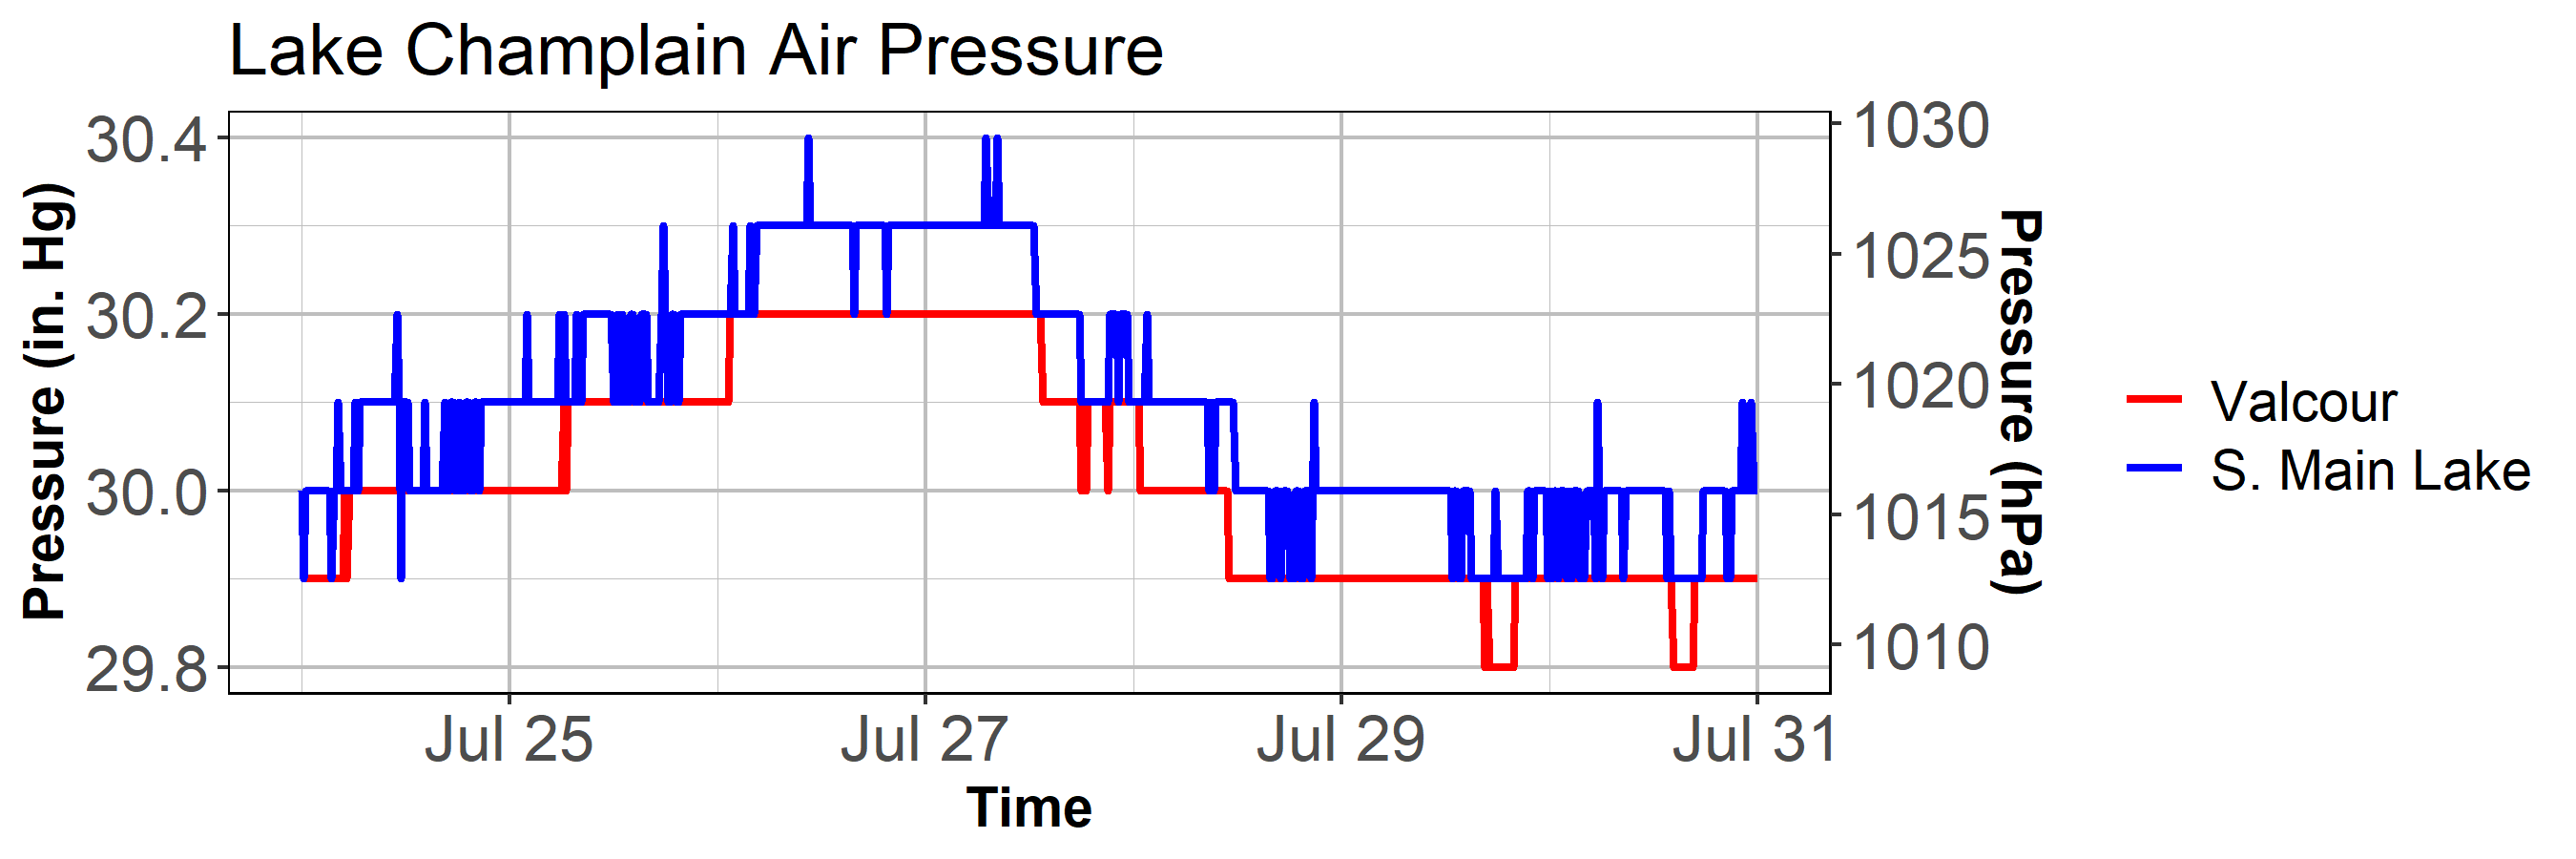 Lake Champlain Air Pressure
Pressure (in. Hg)
30.4
30.2
30.0
29.8
1030
1025
1020
1015
1010
Pressure (hPa)
Jul 25
Jul 27
Jul 29
Jul 31
Time
Valcour
S. Main Lake